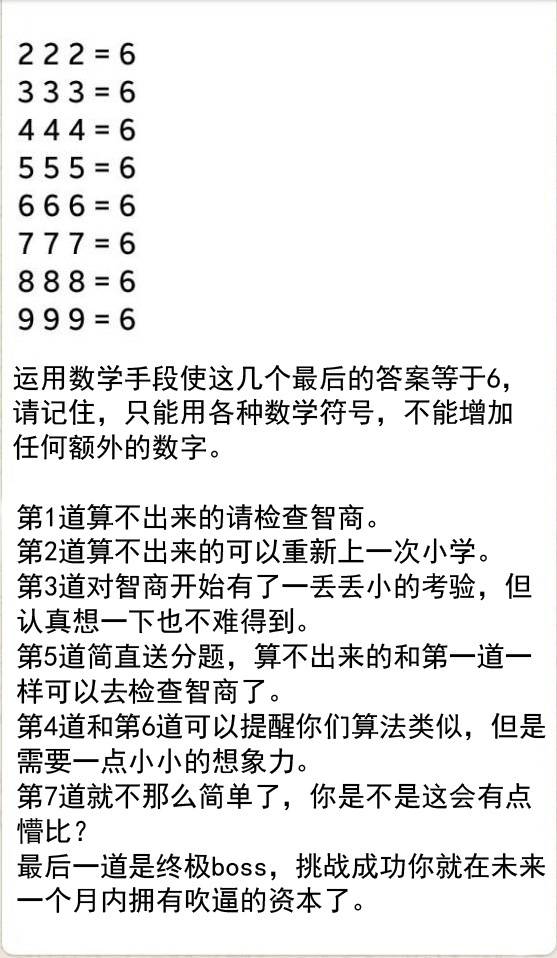 2 2 2 = 6
3 3 3 = 6
4 4 4 = 6
5 5 5 = 6
6 6 6 = 6
7 7 7 = 6
8 8 8 = 6
9 9 9 = 6
运用数学手段使这几个最后的答案等于6，
请记住，只能用各种数学符号，不能增加
任何额外的数字。
第1道算不出来的请检查智商。
第2道算不出来的可以重新上一次小学。
第3道对智商开始有了一丢丢小的考验，但
认真想一下也不难得到。
第5道简直送分题，算不出来的和第一道一
样可以去检查智商了。
第4道和第6道可以提醒你们算法类似，但是
需要一点小小的想象力。
第7道就不那么简单了，你是不是这会有点
懵比？
最后一道是终极boss，挑战成功你就在未来
一个月内拥有吹逼的资本了。